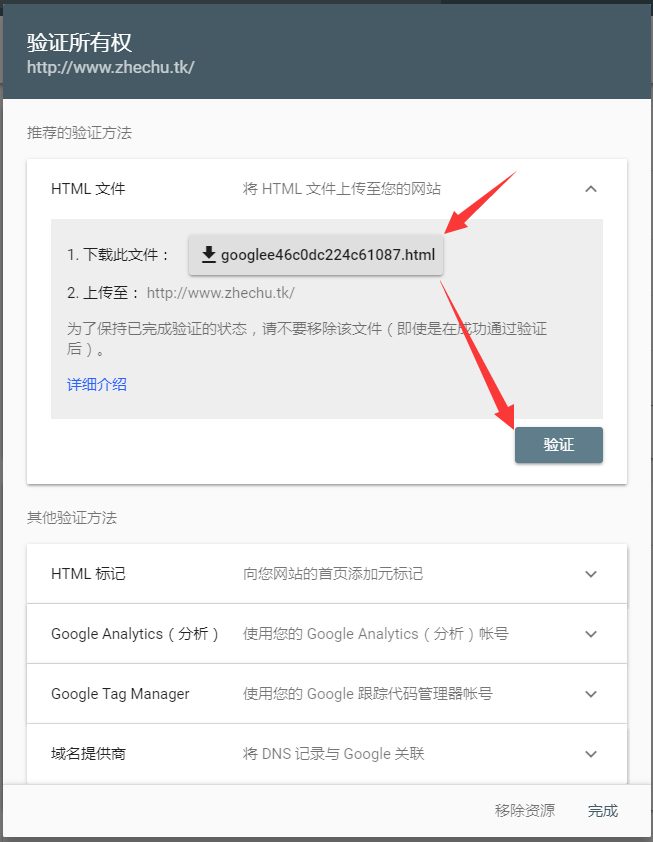 验证所有权
http://www.zhechu.tk/
推荐的验证方法
HTML 文件 将 HTML 文件上传至您的网站
1. 下载此文件： googlee46c0dc224c61087.html
2. 上传至： http://www.zhechu.tk/
为了保持已完成验证的状态，请不要移除该文件（即使是在成功通过验证
后）。
详细介绍
验证
其他验证方法
HTML 标记 向您网站的首页添加元标记
Google Analytics（分析） 使用您的 Google Analytics（分析）帐号
Google Tag Manager 使用您的 Google 跟踪代码管理器帐号
域名提供商 将 DNS 记录与 Google 关联
移除资源 完成